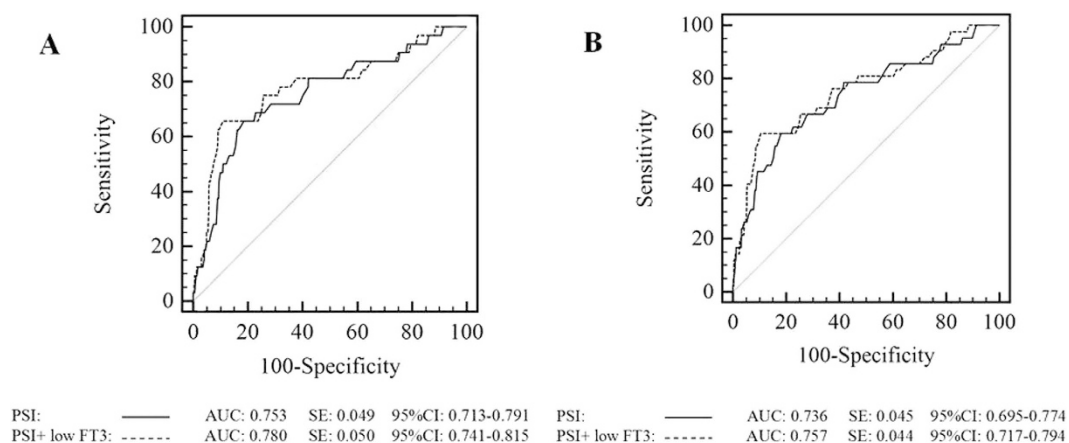 A
100
80
60
40
20
0
Sensitivity
0 20 40 60 80 100
100-Specificity
PSI: AUC: 0.753 SE: 0.049 95%CI: 0.713-0.791
PSI+ low FT3: AUC: 0.780 SE: 0.050 95%CI: 0.741-0.815
B
100
80
60
40
20
0
Sensitivity
0 20 40 60 80 100
100-Specificity
PSI: AUC: 0.736 SE: 0.045 95%CI: 0.695-0.774
PSI+ low FT3: AUC: 0.757 SE: 0.044 95%CI: 0.717-0.794